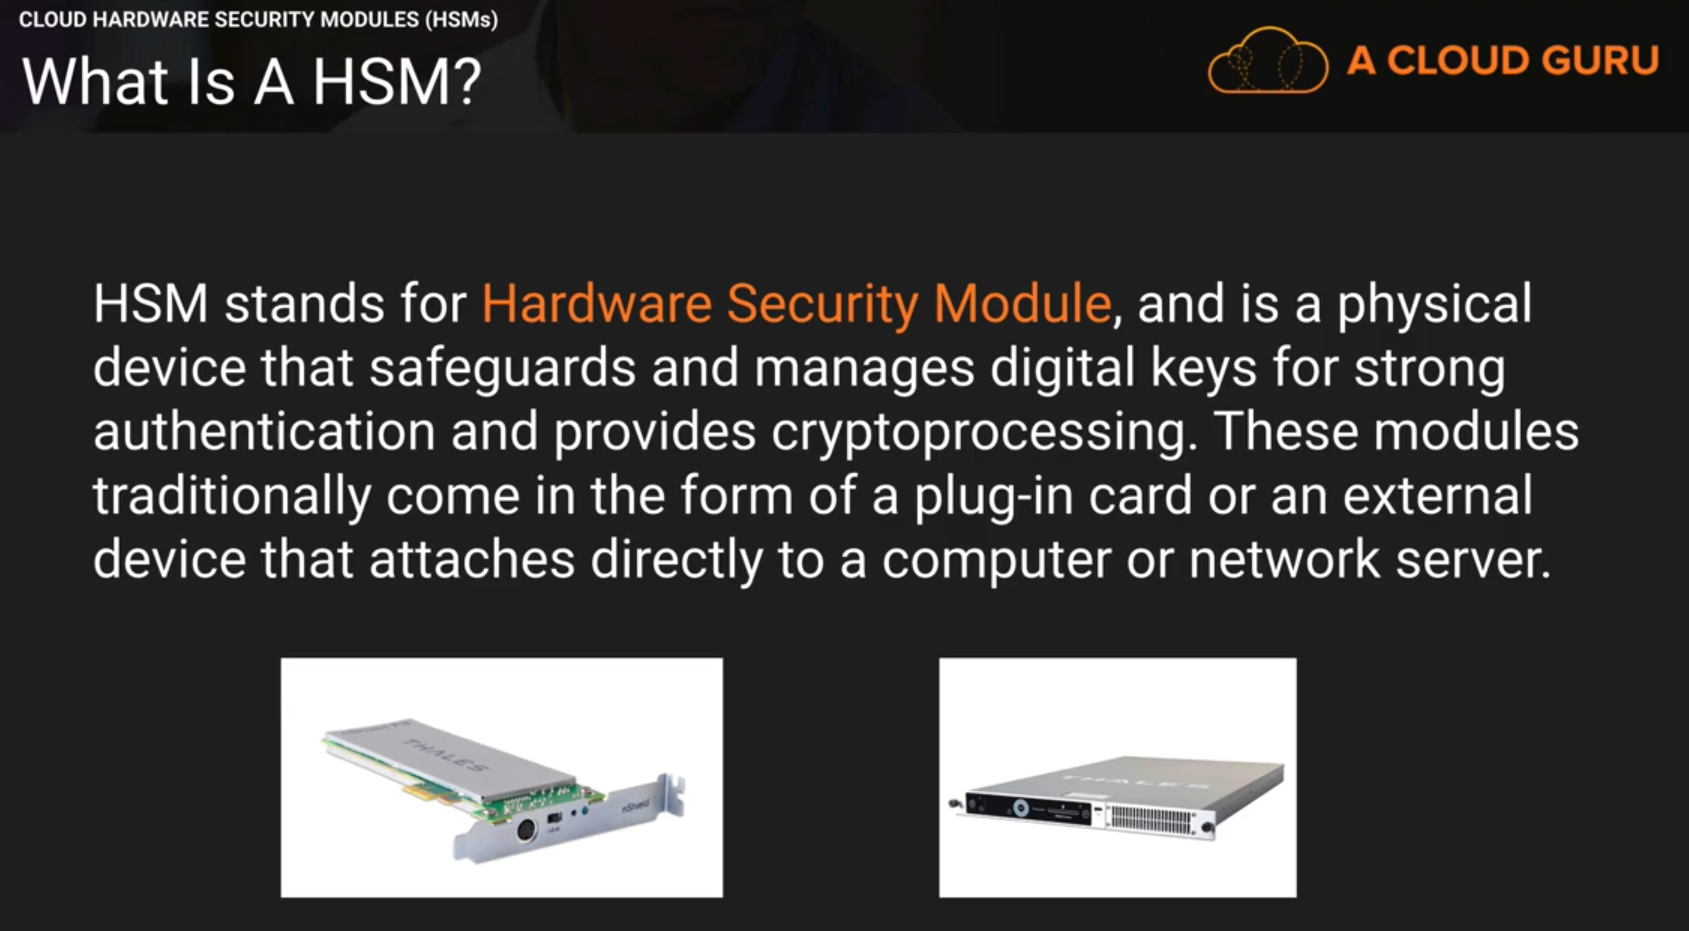 CLOUD HARDWARE SECURITY MODULES (HSMs)
What Is A HSM?
A CLOUD GURU
HSM stands for Hardware Security Module, and is a physical
device that safeguards and manages digital keys for strong
authentication and provides cryptoprocessing. These modules
traditionally come in the form of a plug-in card or an external
device that attaches directly to a computer or network server.
THALES
nShield
THALES